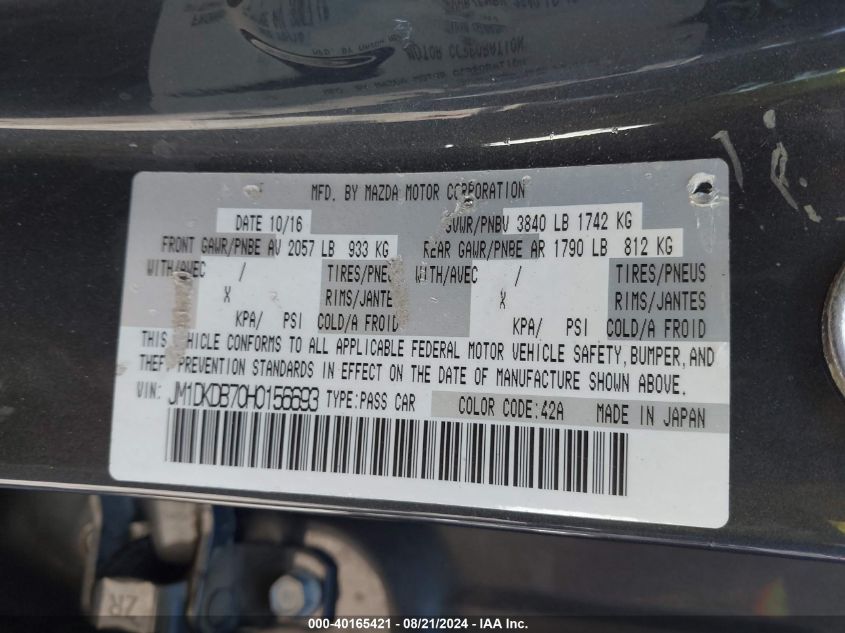 MFD. BY MAZDA MOTOR CORPORATION
DATE 10/16 GVWR/PNBV 3840 LB 1742 KG
FRONT GAWR/PNBE AV 2057 LB 933 KG REAR GAWR/PNBE AR 1790 LB 812 KG
WITH/AVEC / TIRES/PNEUS WITH/AVEC / TIRES/PNEUS
X RIMS/JANTES X RIMS/JANTES
KPA/ PSI COLD/A FROID KPA/ PSI COLD/A FROID
THIS VEHICLE CONFORMS TO ALL APPLICABLE FEDERAL MOTOR VEHICLE SAFETY, BUMPER, AND
THEFT PREVENTION STANDARDS IN EFFECT ON THE DATE OF MANUFACTURE SHOWN ABOVE.
VIN: JM1DKDB70H0156693 TYPE:PASS CAR COLOR CODE:42A MADE IN JAPAN
ZR
000-40165421 - 08/21/2024 - IAA Inc.